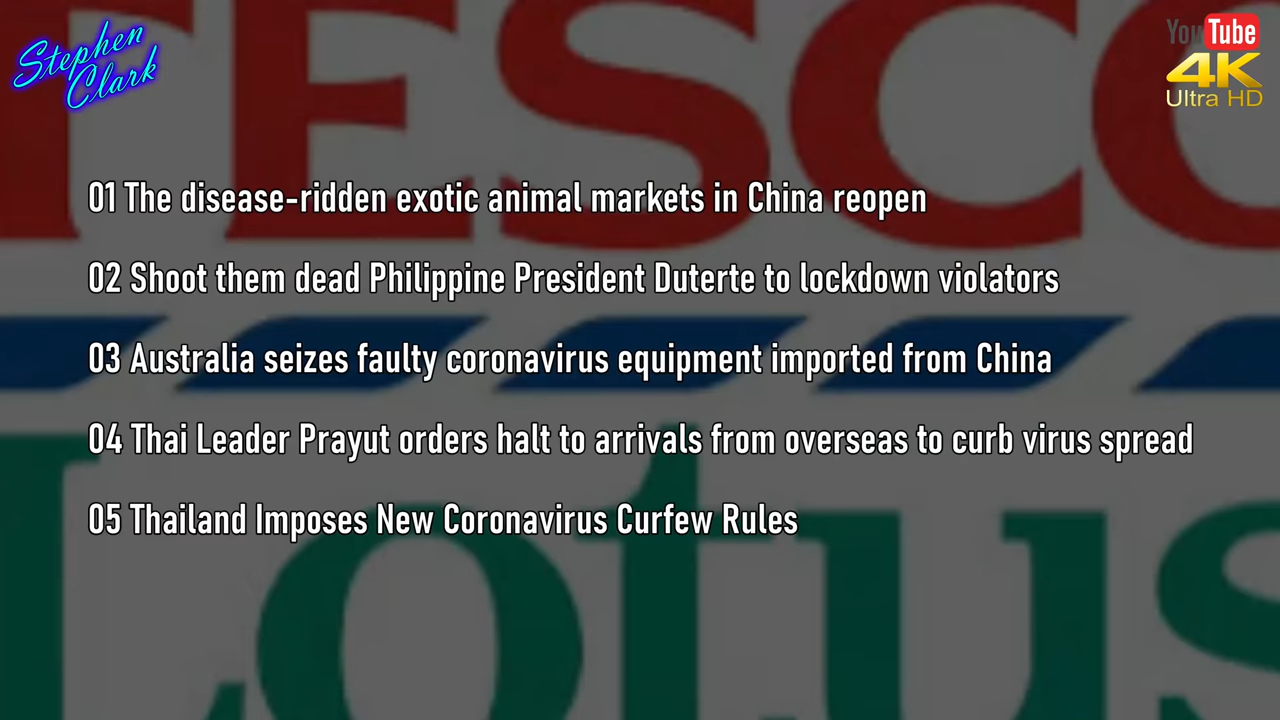 Stephen
Clark
YouTube
4K
Ultra HD
TESCO
01 The disease-ridden exotic animal markets in China reopen
02 Shoot them dead Philippine President Duterte to lockdown violators
03 Australia seizes faulty coronavirus equipment imported from China
04 Thai Leader Prayut orders halt to arrivals from overseas to curb virus spread
05 Thailand Imposes New Coronavirus Curfew Rules
Lotus